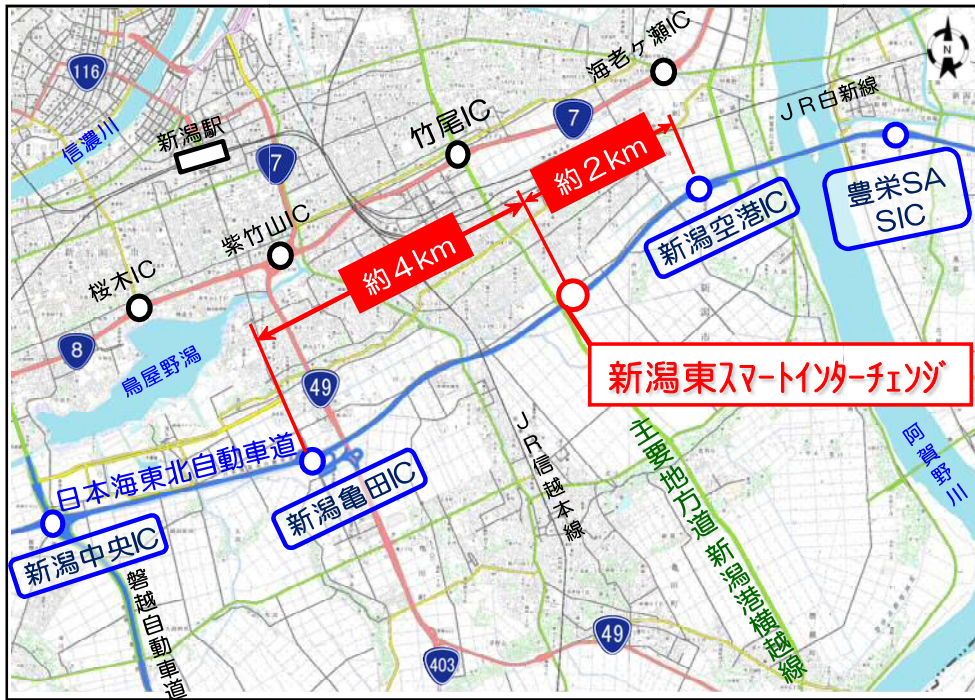 海老ケ瀬IC
N
116
JR白新線
7
信濃川
新潟駅
竹尾IC
7
約2km
豊栄SA
SIC
新潟空港IC
紫竹山IC
約4km
桜木IC
8
鳥屋野潟
新潟東スマートインターチェンジ
49
日本海東北自動車道
新潟亀田IC
JR信越本線
主要地方道新潟港横越線
阿賀野川
新潟中央IC
磐越自動車道
49
403